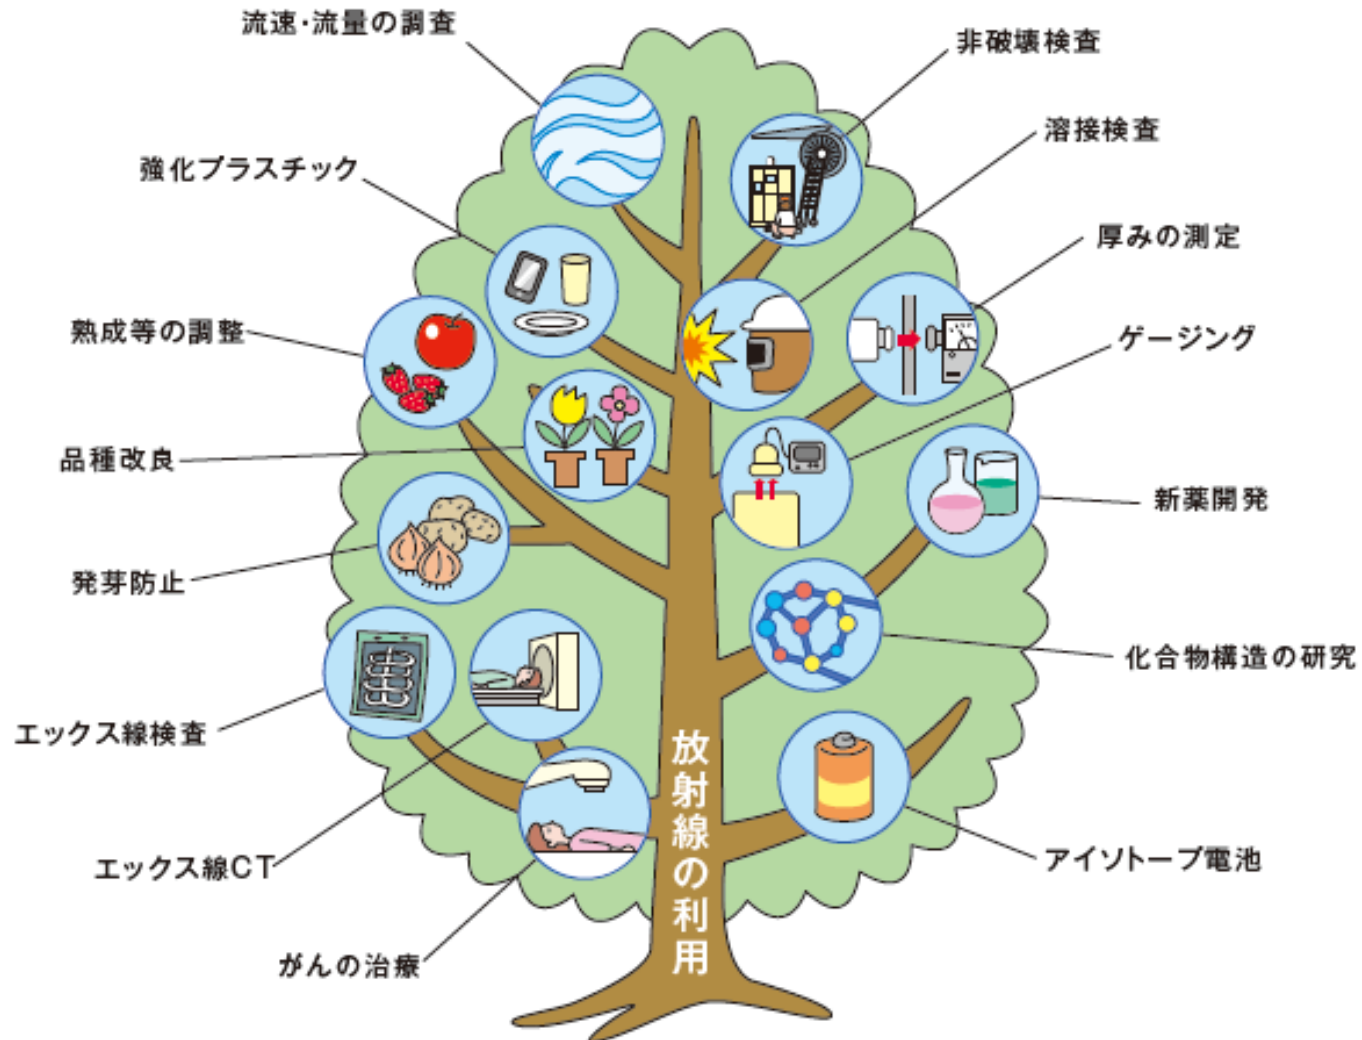 流速・流量の調査
非破壊検査
溶接検査
強化プラスチック
厚みの測定
熟成等の調整
ゲージング
品種改良
新薬開発
発芽防止
化合物構造の研究
エックス線検査
エックス線CT
アイソトープ電池
がんの治療
放射線の利用